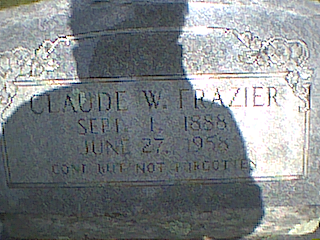 CLAUDE W. FRAZIER
SEPT. 1, 1888
JUNE 27, 1958
GONE BUT NOT FORGOTTEN